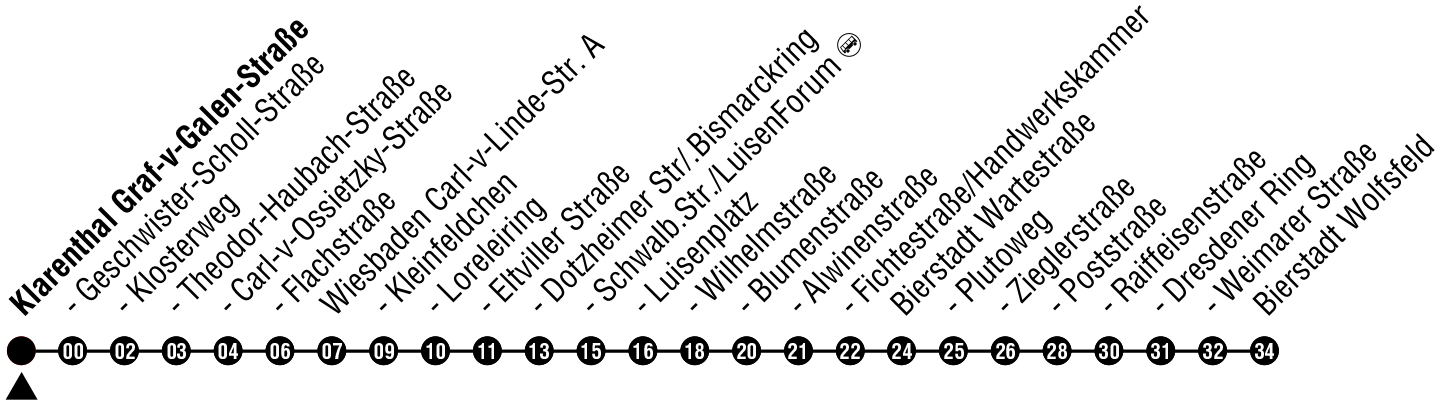 Klarenthal Graf-v-Galen-Straße
- Geschwister-Scholl-Straße
- Klosterweg
- Theodor-Haubach-Straße
- Carl-v-Ossietzky-Straße
- Flachstraße
Wiesbaden Carl-v-Linde-Str. A
- Kleinfeldchen
- Loreleiring
- Eltviller Straße
- Dotzheimer Str/.Bismarckring
- Schwalb.Str./LuisenForum
- Luisenplatz
- Wilhelmstraße
- Blumenstraße
- Alwinenstraße
- Fichtestraße/Handwerkskammer
Bierstadt Wartestraße
- Plutoweg
- Zieglerstraße
- Poststraße
- Raiffeisenstraße
- Dresdener Ring
- Weimarer Straße
Bierstadt Wolfsfeld
00 02 03 04 06 07 09 10 11 13 15 16 18 20 21 22 24 25 26 28 30 31 32 34